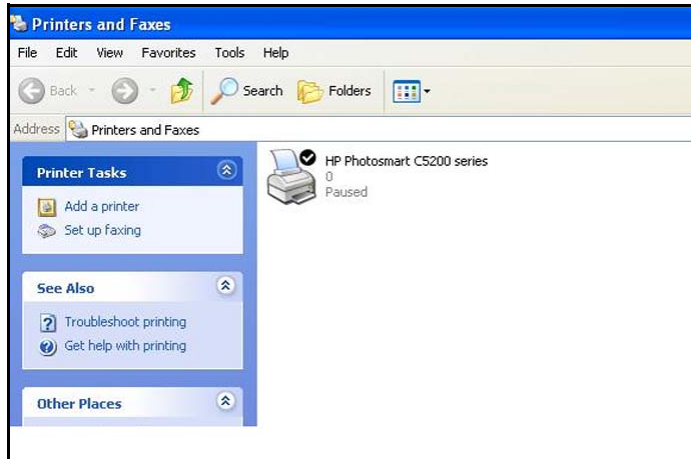 Printers and Faxes
File Edit View Favorites Tools Help
Back Search Folders
Address Printers and Faxes
Printer Tasks
Add a printer
Set up faxing
See Also
Troubleshoot printing
Get help with printing
Other Places
HP Photosmart C5200 series
0
Paused